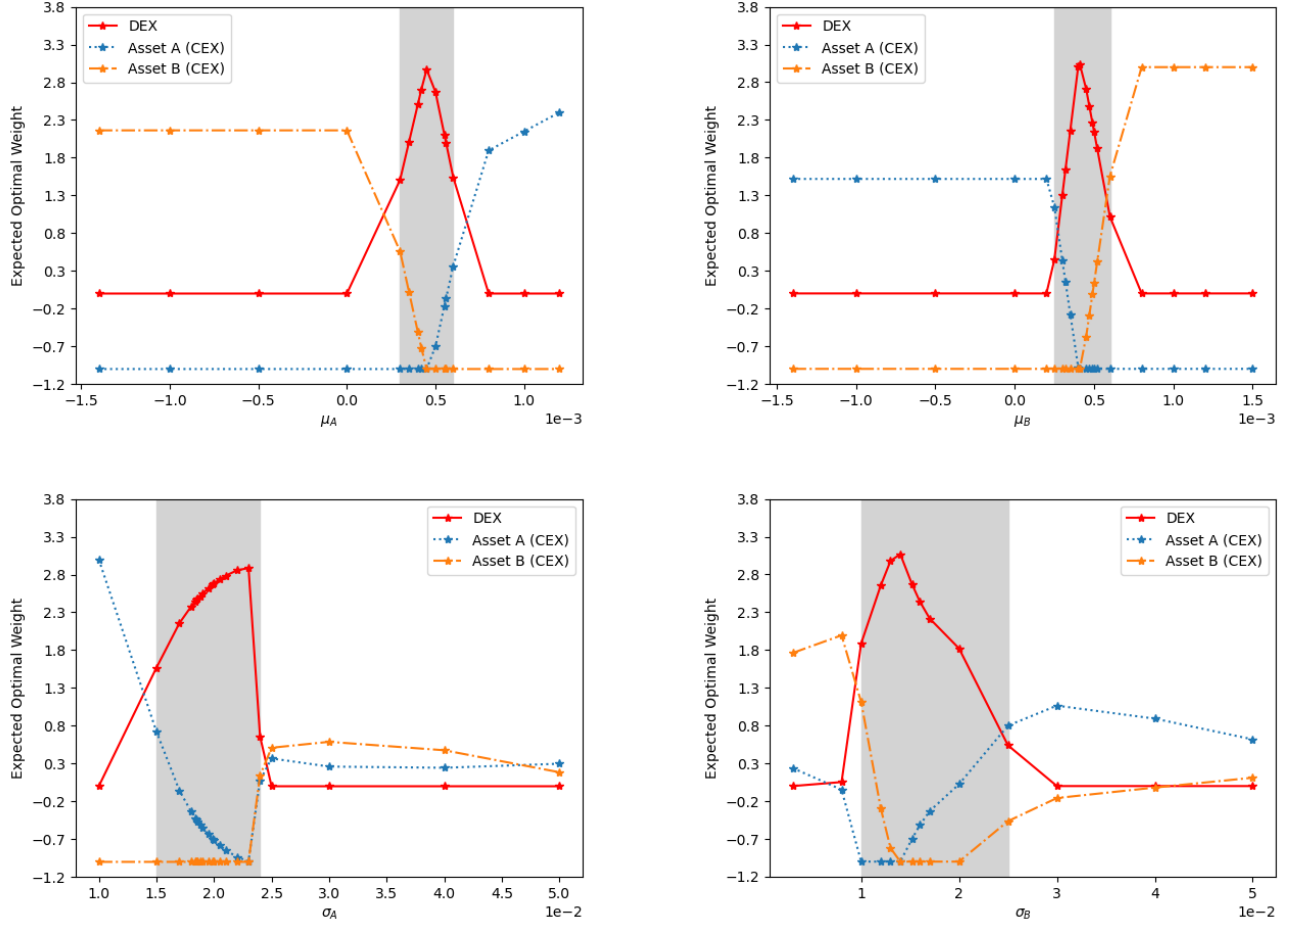 3.8
3.3
2.8
2.3
1.8
1.3
0.8
0.3
−0.2
−0.7
−1.2
Expected Optimal Weight
DEX
Asset A (CEX)
Asset B (CEX)
−1.5
−1.0
−0.5
0.0
0.5
1.0
1e−3
μ_A
3.8
3.3
2.8
2.3
1.8
1.3
0.8
0.3
−0.2
−0.7
−1.2
Expected Optimal Weight
DEX
Asset A (CEX)
Asset B (CEX)
−1.5
−1.0
−0.5
0.0
0.5
1.0
1.5
1e−3
μ_B
3.8
3.3
2.8
2.3
1.8
1.3
0.8
0.3
−0.2
−0.7
−1.2
Expected Optimal Weight
DEX
Asset A (CEX)
Asset B (CEX)
1.0
1.5
2.0
2.5
3.0
3.5
4.0
4.5
5.0
1e−2
σ_A
3.8
3.3
2.8
2.3
1.8
1.3
0.8
0.3
−0.2
−0.7
−1.2
Expected Optimal Weight
DEX
Asset A (CEX)
Asset B (CEX)
1
2
3
4
5
1e−2
σ_B